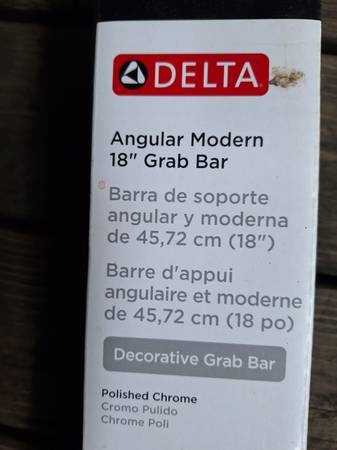 DELTA
Angular Modern
18" Grab Bar
Barra de soporte
angular y moderna
de 45,72 cm (18")
Barre d'appui
angulaire et moderne
de 45,72 cm (18 po)
Decorative Grab Bar
Polished Chrome
Cromo Pulido
Chrome Poli